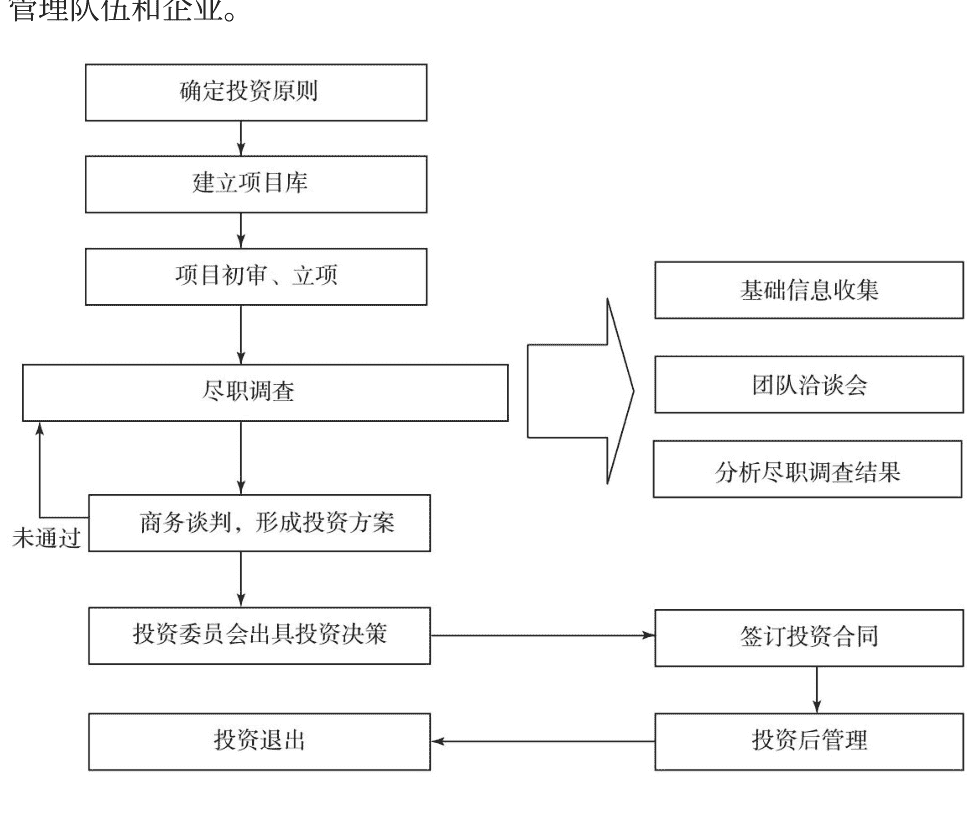 管理队伍和企业。
确定投资原则
建立项目库
项目初审、立项
尽职调查
基础信息收集
团队洽谈会
分析尽职调查结果
商务谈判，形成投资方案
未通过
投资委员会出具投资决策
签订投资合同
投资后管理
投资退出